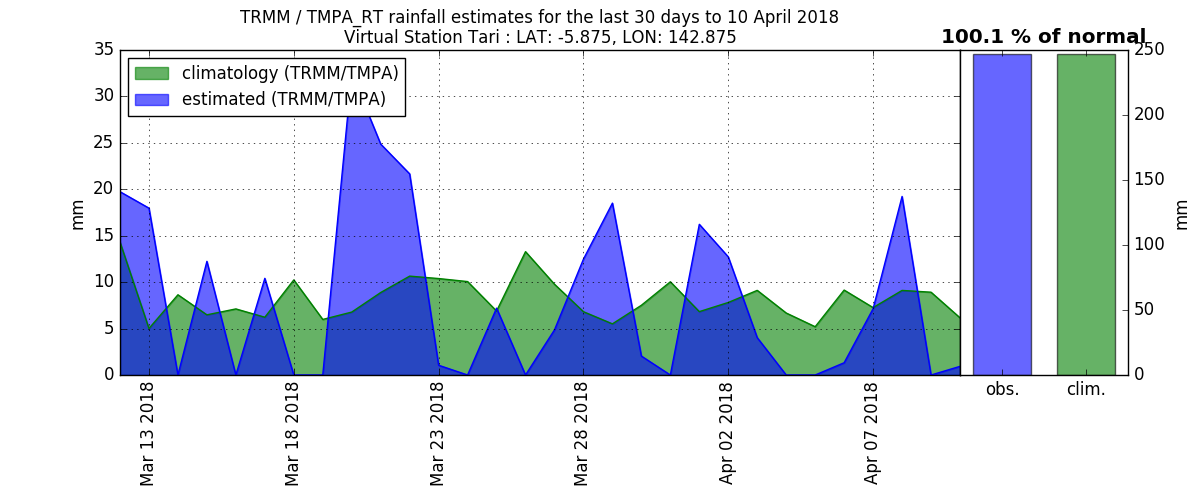 TRMM / TMPA_RT rainfall estimates for the last 30 days to 10 April 2018
Virtual Station Tari : LAT: -5.875, LON: 142.875
100.1 % of normal
climatology (TRMM/TMPA)
estimated (TRMM/TMPA)
35
30
25
20
15
10
5
0
mm
250
200
150
100
50
0
mm
Mar 13 2018
Mar 18 2018
Mar 23 2018
Mar 28 2018
Apr 02 2018
Apr 07 2018
obs.
clim.